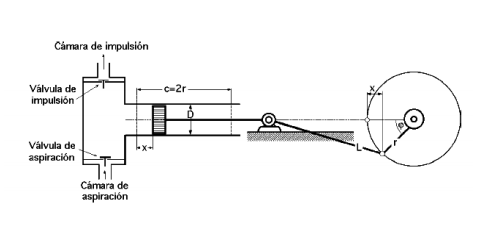 Cámara de impulsión
Válvula de
impulsión
Válvula de
aspiración
Cámara de
aspiración
c=2r
D
x
L
x
r
φ